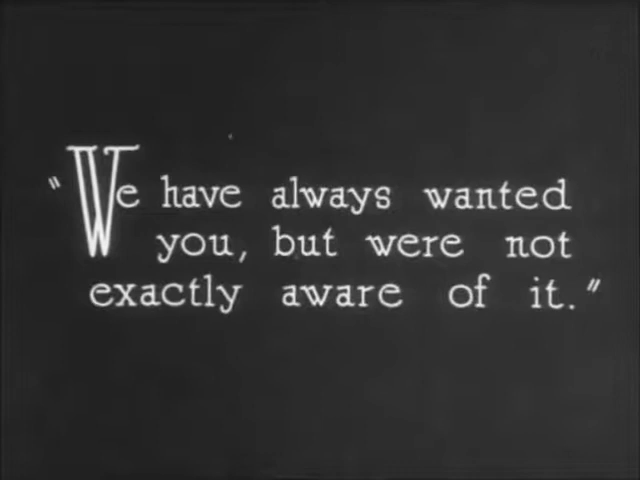 "We have always wanted
you, but were not
exactly aware of it."